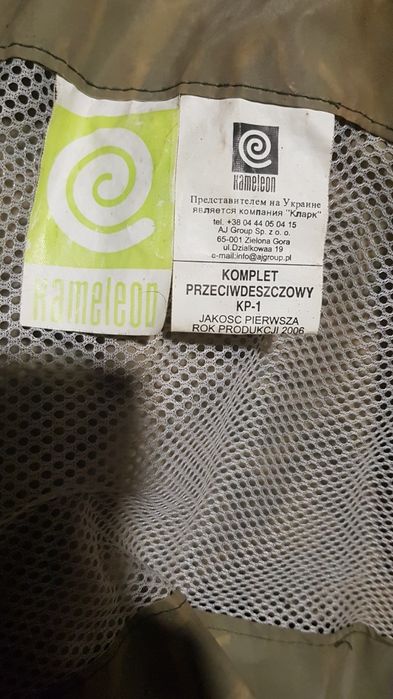 Kameleon
Kameleon
Представителем на Украине
является компания "Кларк"
tel. +38 04 44 05 04 15
AJ Group Sp. z o. o.
65-001 Zielona Gora
ul.Dzialkowaa 19
e-mail:info@ajgroup.pl
KOMPLET
PRZECIWDESZCZOWY
KP-1
JAKOSC PIERWSZA
ROK PRODUKCJI 2006